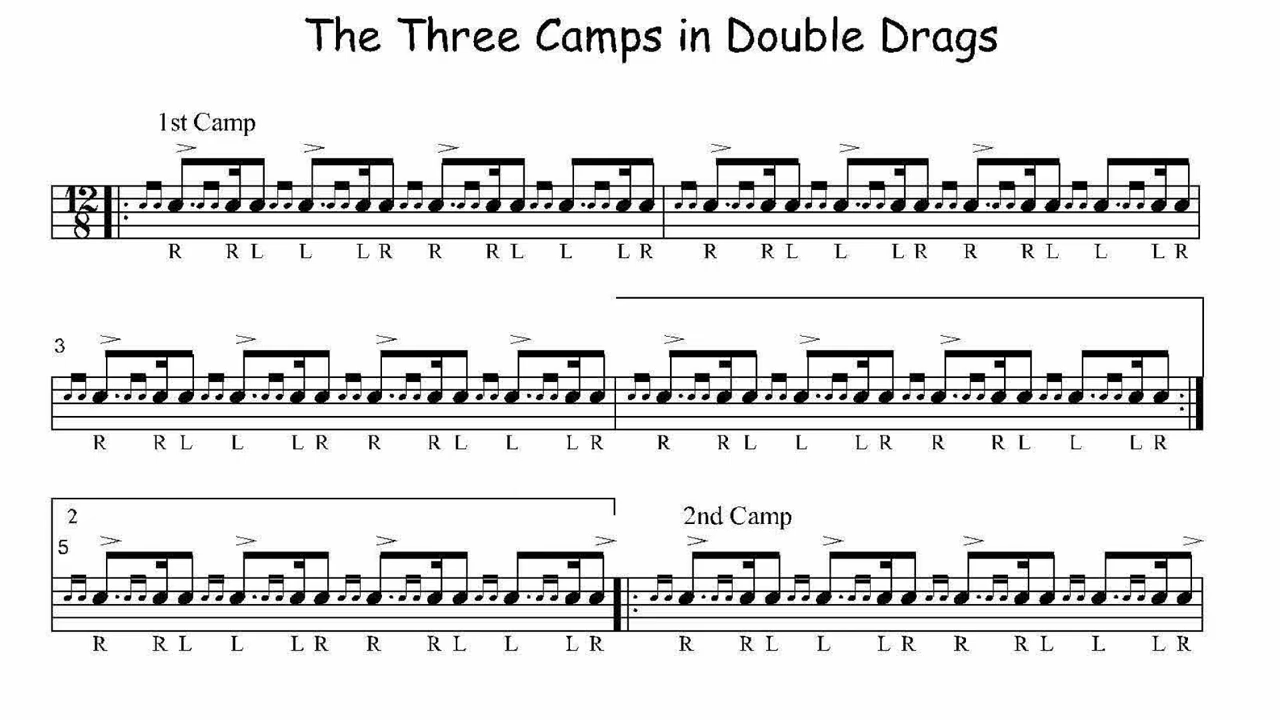 The Three Camps in Double Drags
1st Camp
12
8
R R L L L R R R L L L R R R L L L R R R L L L R
3
R R L L L R R R L L L R R R L L L R R R L L L R
2
2nd Camp
5
R R L L L R R R L L L R R R L L L R R R L L L R